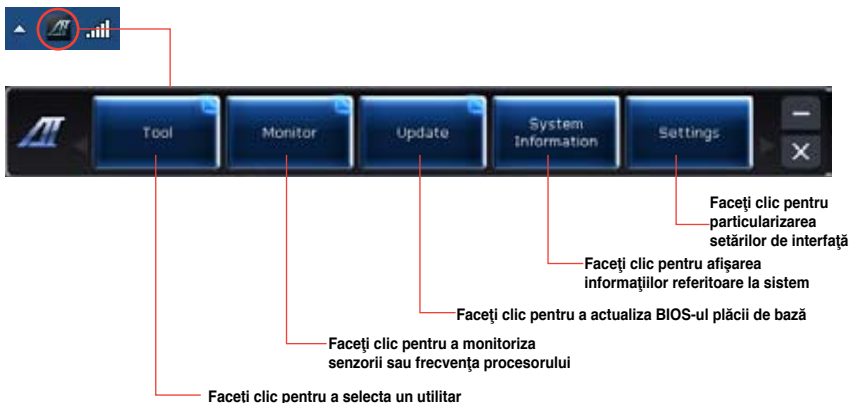 Tool
Monitor
Update
System
Information
Settings
Faceţi clic pentru
particularizarea
setărilor de interfaţă
Faceţi clic pentru afişarea
informaţiilor referitoare la sistem
Faceţi clic pentru a actualiza BIOS-ul plăcii de bază
Faceţi clic pentru a monitoriza
senzorii sau frecvenţa procesorului
Faceţi clic pentru a selecta un utilitar